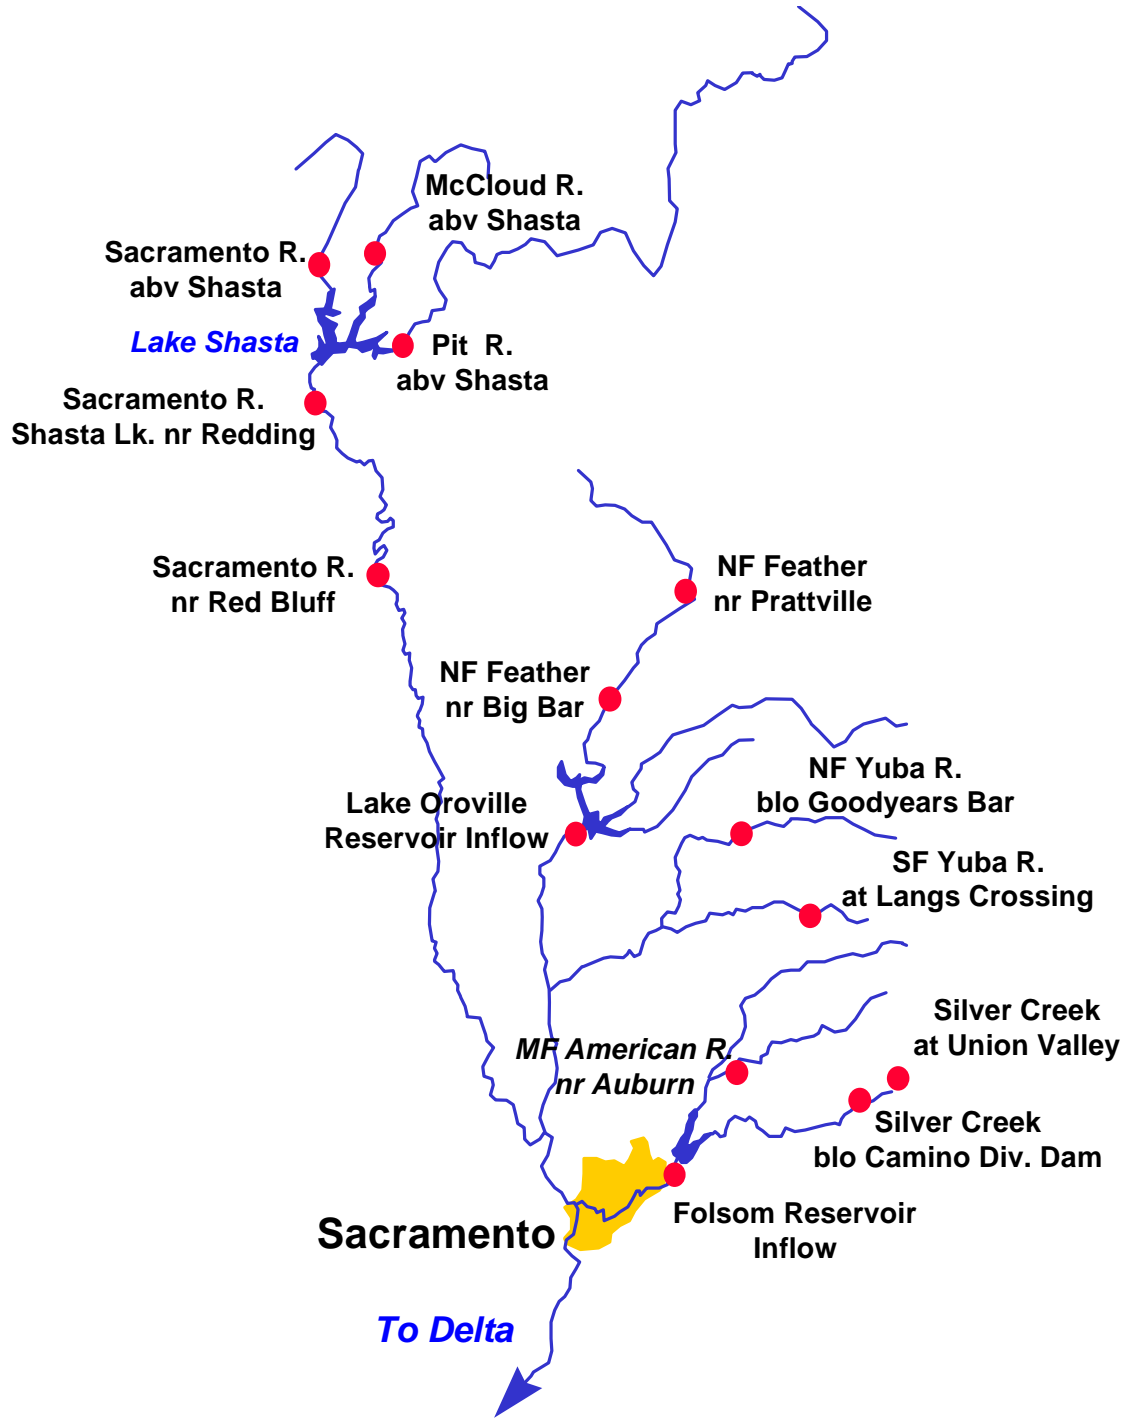 McCloud R.
abv Shasta
Sacramento R.
abv Shasta
Lake Shasta
Pit R.
abv Shasta
Sacramento R.
Shasta Lk. nr Redding
Sacramento R.
nr Red Bluff
NF Feather
nr Prattville
NF Feather
nr Big Bar
NF Yuba R.
blo Goodyears Bar
Lake Oroville
Reservoir Inflow
SF Yuba R.
at Langs Crossing
Silver Creek
at Union Valley
MF American R.
nr Auburn
Silver Creek
blo Camino Div. Dam
Folsom Reservoir
Inflow
Sacramento
To Delta